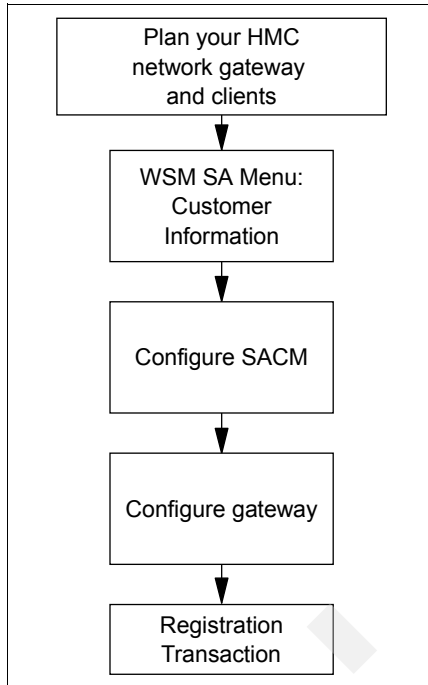 Plan your HMC
network gateway
and clients
WSM SA Menu:
Customer
Information
Configure SACM
Configure gateway
Registration
Transaction